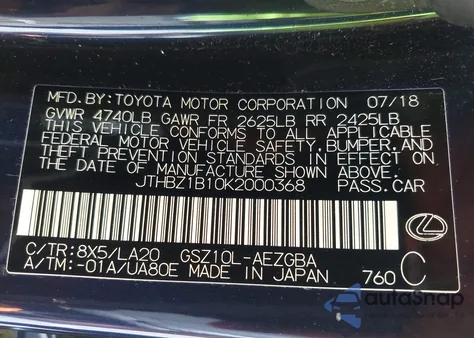 MFD.BY:TOYOTA MOTOR CORPORATION 07/18
GVWR 4740LB GAWR FR 2625LB RR 2425LB
THIS VEHICLE CONFORMS TO ALL APPLICABLE
FEDERAL MOTOR VEHICLE SAFETY,BUMPER,AND
THEFT PREVENTION STANDARDS IN EFFECT
ON THE DATE OF MANUFACTURE SHOWN ABOVE.
JTHBZ1B10K2000368 PASS.CAR
C/TR:8X5/LA20 GSZ10L-AEZGBA
A/TM:-01A/UA80E MADE IN JAPAN 760 C
autoSnap